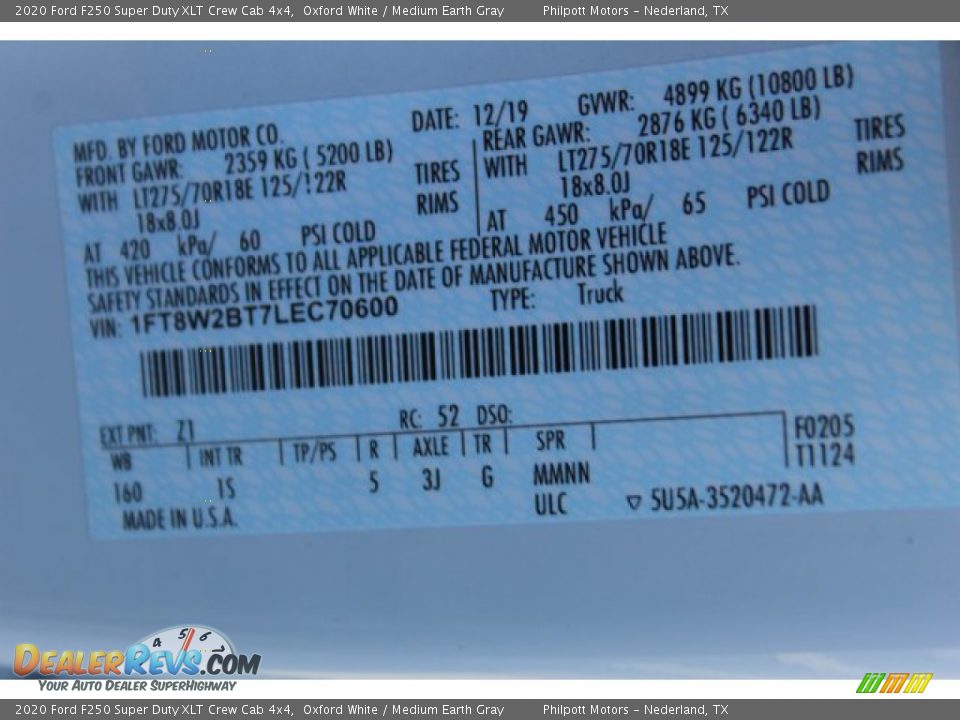 2020 Ford F250 Super Duty XLT Crew Cab 4x4, Oxford White / Medium Earth Gray Philpott Motors - Nederland, TX
MFD. BY FORD MOTOR CO. DATE: 12/19 GVWR: 4899 KG (10800 LB)
FRONT GAWR: 2359 KG ( 5200 LB) REAR GAWR: 2876 KG ( 6340 LB)
WITH LT275/70R18E 125/122R TIRES WITH LT275/70R18E 125/122R TIRES
18x8.0J RIMS 18x8.0J RIMS
AT 420 kPa/ 60 PSI COLD AT 450 kPa/ 65 PSI COLD
THIS VEHICLE CONFORMS TO ALL APPLICABLE FEDERAL MOTOR VEHICLE
SAFETY STANDARDS IN EFFECT ON THE DATE OF MANUFACTURE SHOWN ABOVE.
VIN: 1FT8W2BT7LEC70600 TYPE: Truck
EXT PNT: Z1 RC: 52 DSO: F0205
WB INT TR TP/PS R AXLE TR SPR T1124
160 1S 5 3J G MMNN
MADE IN U.S.A. ULC ▽ 5U5A-3520472-AA
4 5 6
DEALERREVS.COM
YOUR AUTO DEALER SUPERHIGHWAY
2020 Ford F250 Super Duty XLT Crew Cab 4x4, Oxford White / Medium Earth Gray Philpott Motors - Nederland, TX